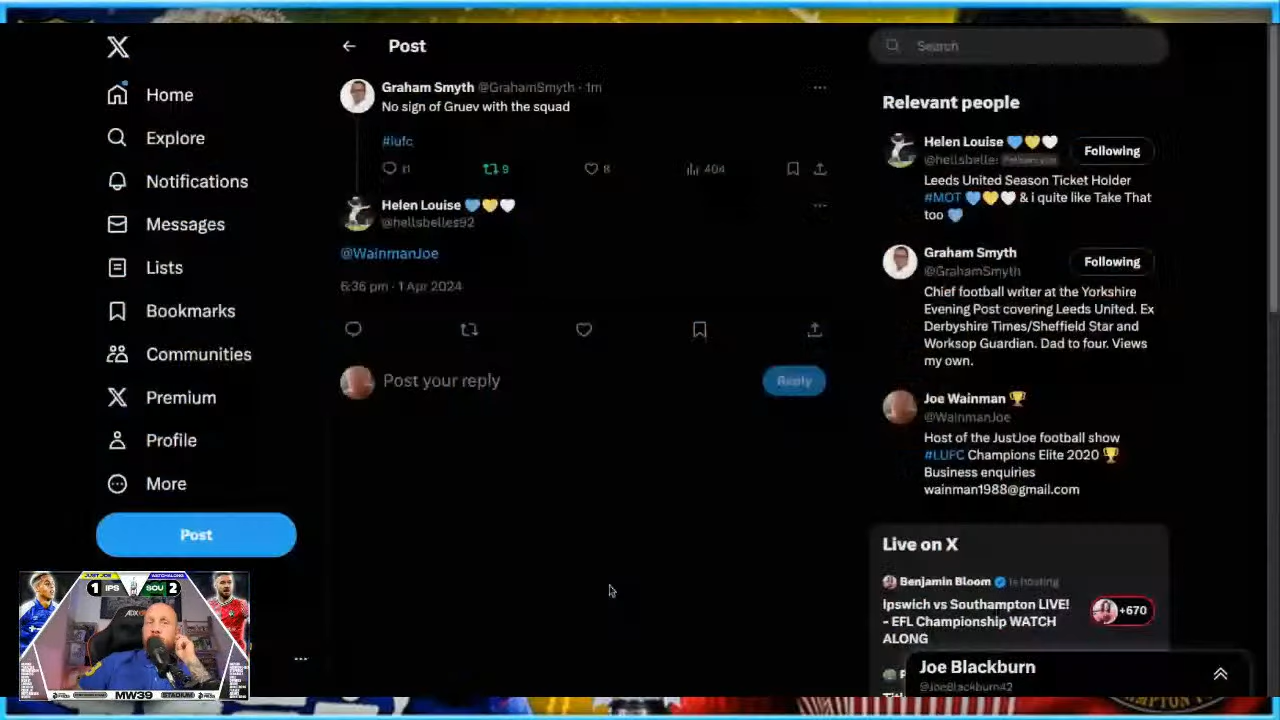 Home
Explore
Notifications
Messages
Lists
Bookmarks
Communities
Premium
Profile
More
Post
Post
Graham Smyth @GrahamSmyth · 1m
No sign of Gruev with the squad
#lufc
11
9
8
404
Helen Louise 💙💛🤍
@hellsbelles92
@WainmanJoe
6:36 pm · 1 Apr 2024
Post your reply
Reply
Search
Relevant people
Helen Louise 💙💛🤍
@hellsbelle
Following
Leeds United Season Ticket Holder
#MOT 💙💛🤍 & i quite like Take That
too 💙
Graham Smyth
@GrahamSmyth
Following
Chief football writer at the Yorkshire
Evening Post covering Leeds United. Ex
Derbyshire Times/Sheffield Star and
Worksop Guardian. Dad to four. Views
my own.
Joe Wainman 🏆
@WainmanJoe
Host of the JustJoe football show
#LUFC Champions Elite 2020 🏆
Business enquiries
wainman1988@gmail.com
Live on X
Benjamin Bloom is hosting
Ipswich vs Southampton LIVE!
- EFL Championship WATCH
ALONG
+670
Joe Blackburn
@JoeBlackburn42
JUST JOE
WATCHALONG
1 IPS
SOU 2
MW39
STADIUM